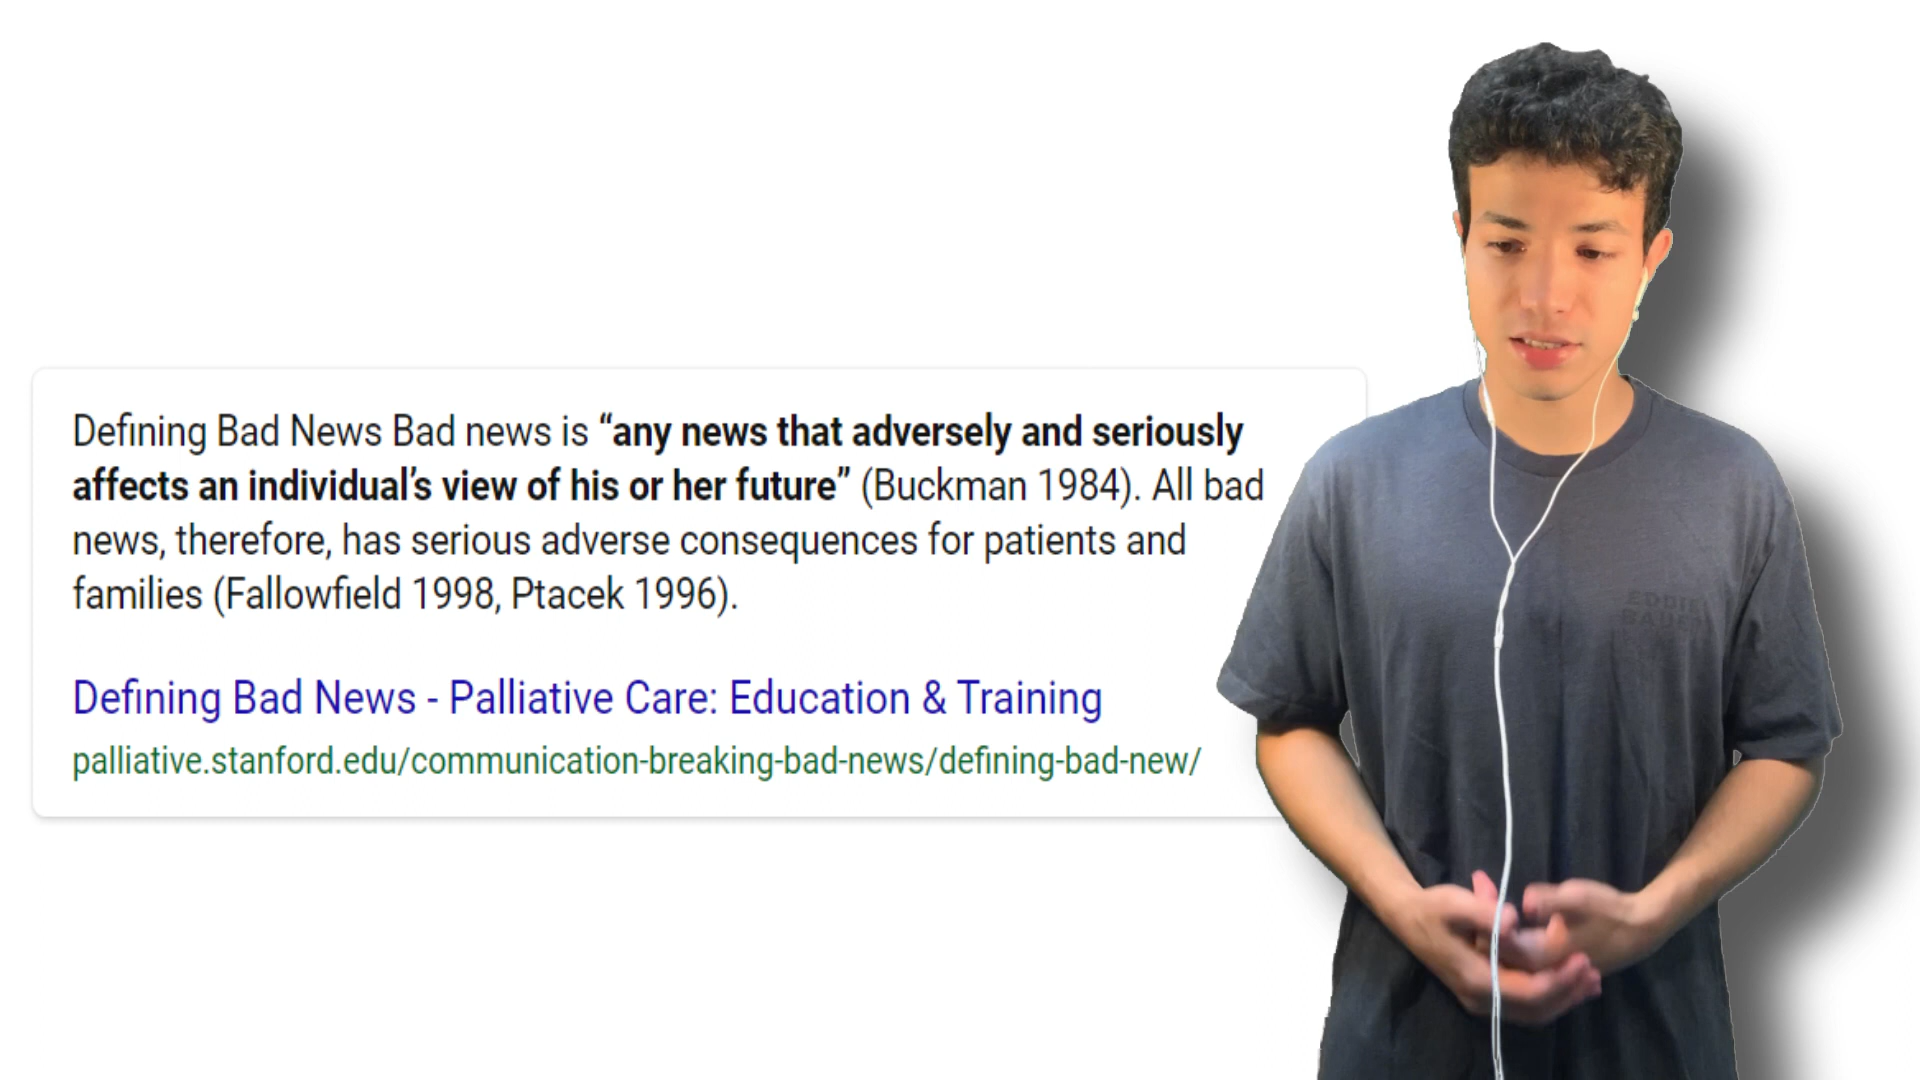 Defining Bad News Bad news is “any news that adversely and seriously
affects an individual’s view of his or her future” (Buckman 1984). All bad
news, therefore, has serious adverse consequences for patients and
families (Fallowfield 1998, Ptacek 1996).
Defining Bad News - Palliative Care: Education & Training
palliative.stanford.edu/communication-breaking-bad-news/defining-bad-new/
EDDIE